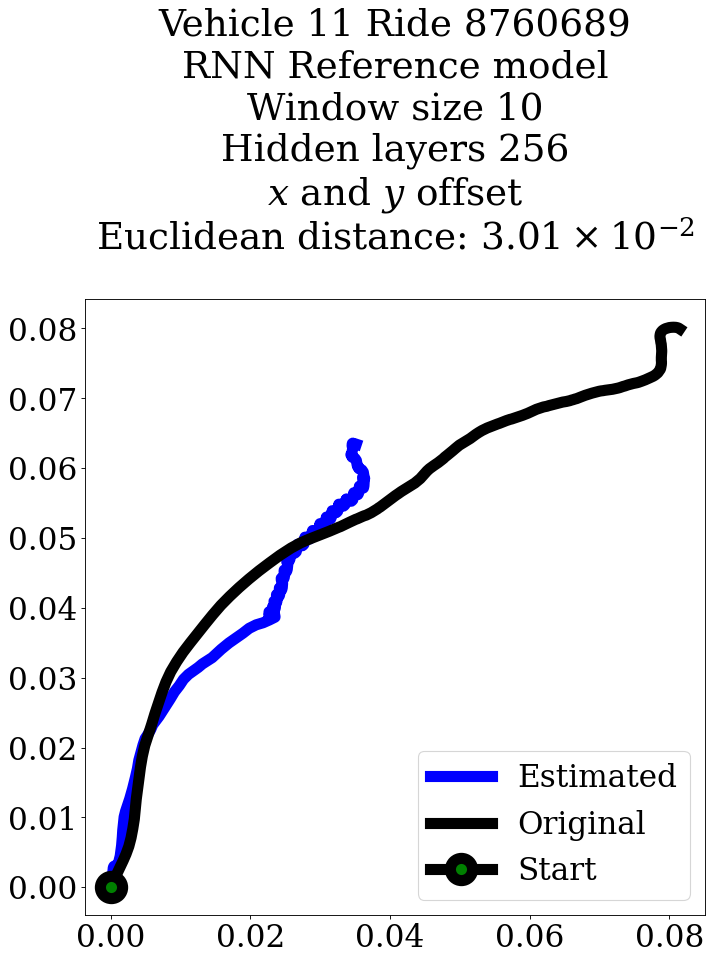 Vehicle 11 Ride 8760689
RNN Reference model
Window size 10
Hidden layers 256
x and y offset
Euclidean distance: 3.01 × 10⁻²
0.08
0.07
0.06
0.05
0.04
0.03
0.02
0.01
0.00
Estimated
Original
Start
0.00 0.02 0.04 0.06 0.08